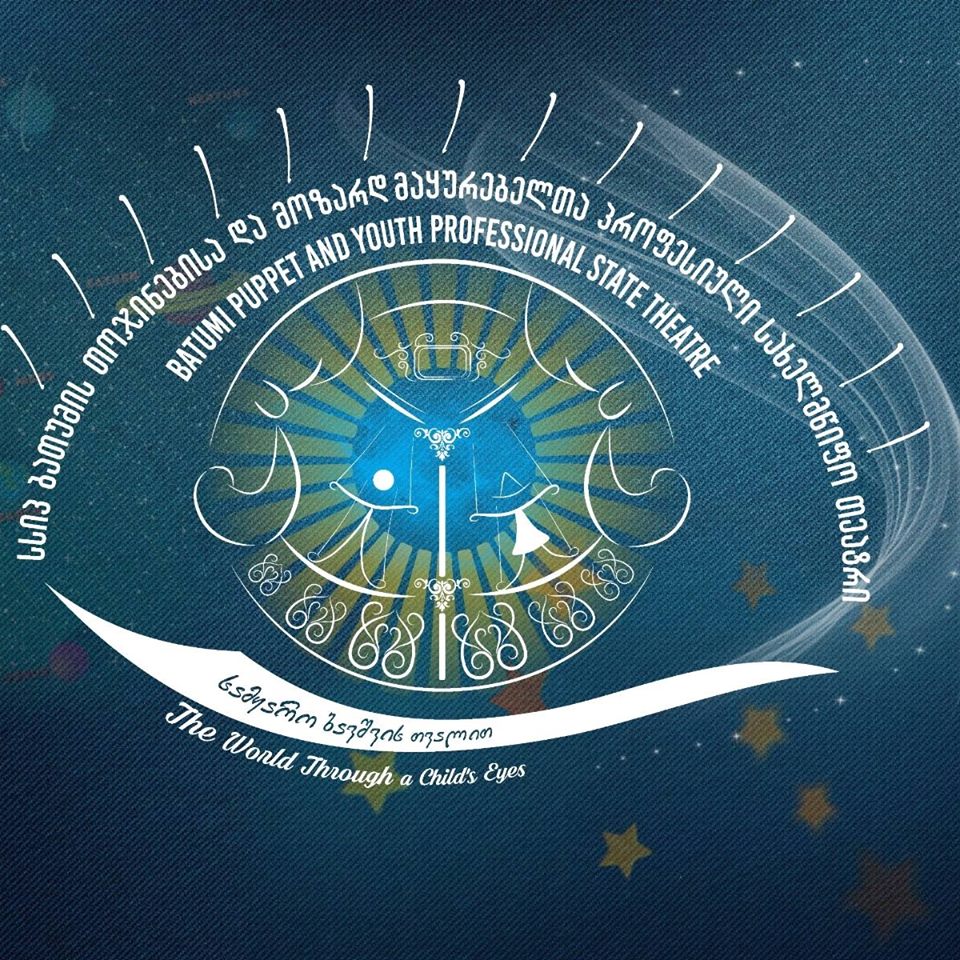 სსიპ ბათუმის თოჯინებისა და მოზარდ მაყურებელთა პროფესიული სახელმწიფო თეატრი
BATUMI PUPPET AND YOUTH PROFESSIONAL STATE THEATRE
სამყარო ბავშვის თვალით
The World Through a Child's Eyes